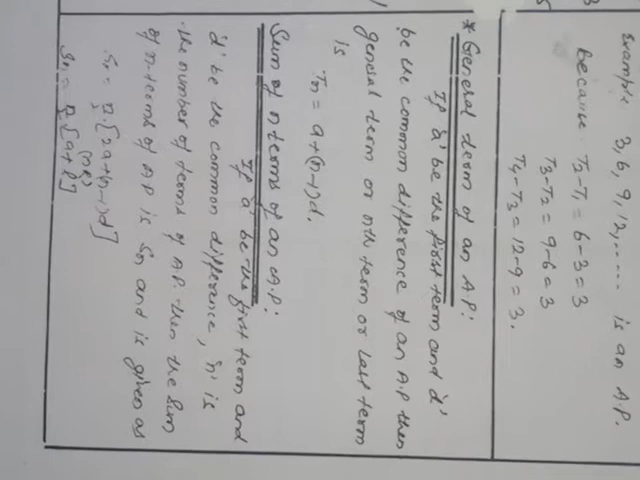 Example 3, 6, 9, 12, ...... is an A.P.
Because T2-T1 = 6-3 = 3
T3-T2 = 9-6 = 3
T4-T3 = 12-9 = 3.
* General term of an A.P:
If 'a' be the first term and 'd'
be the common difference of an A.P then
general term or nth term or last term
is
Tn = a+(n-1)d.
Sum of n terms of an A.P:
If 'a' be the first term and
'd' be the common difference, 'n' is
the number of terms of A.P. then the sum
of n terms of A.P is Sn and is given as
Sn = n/2 [2a+(n-1)d]
(or)
Sn = n/2 [a+l]